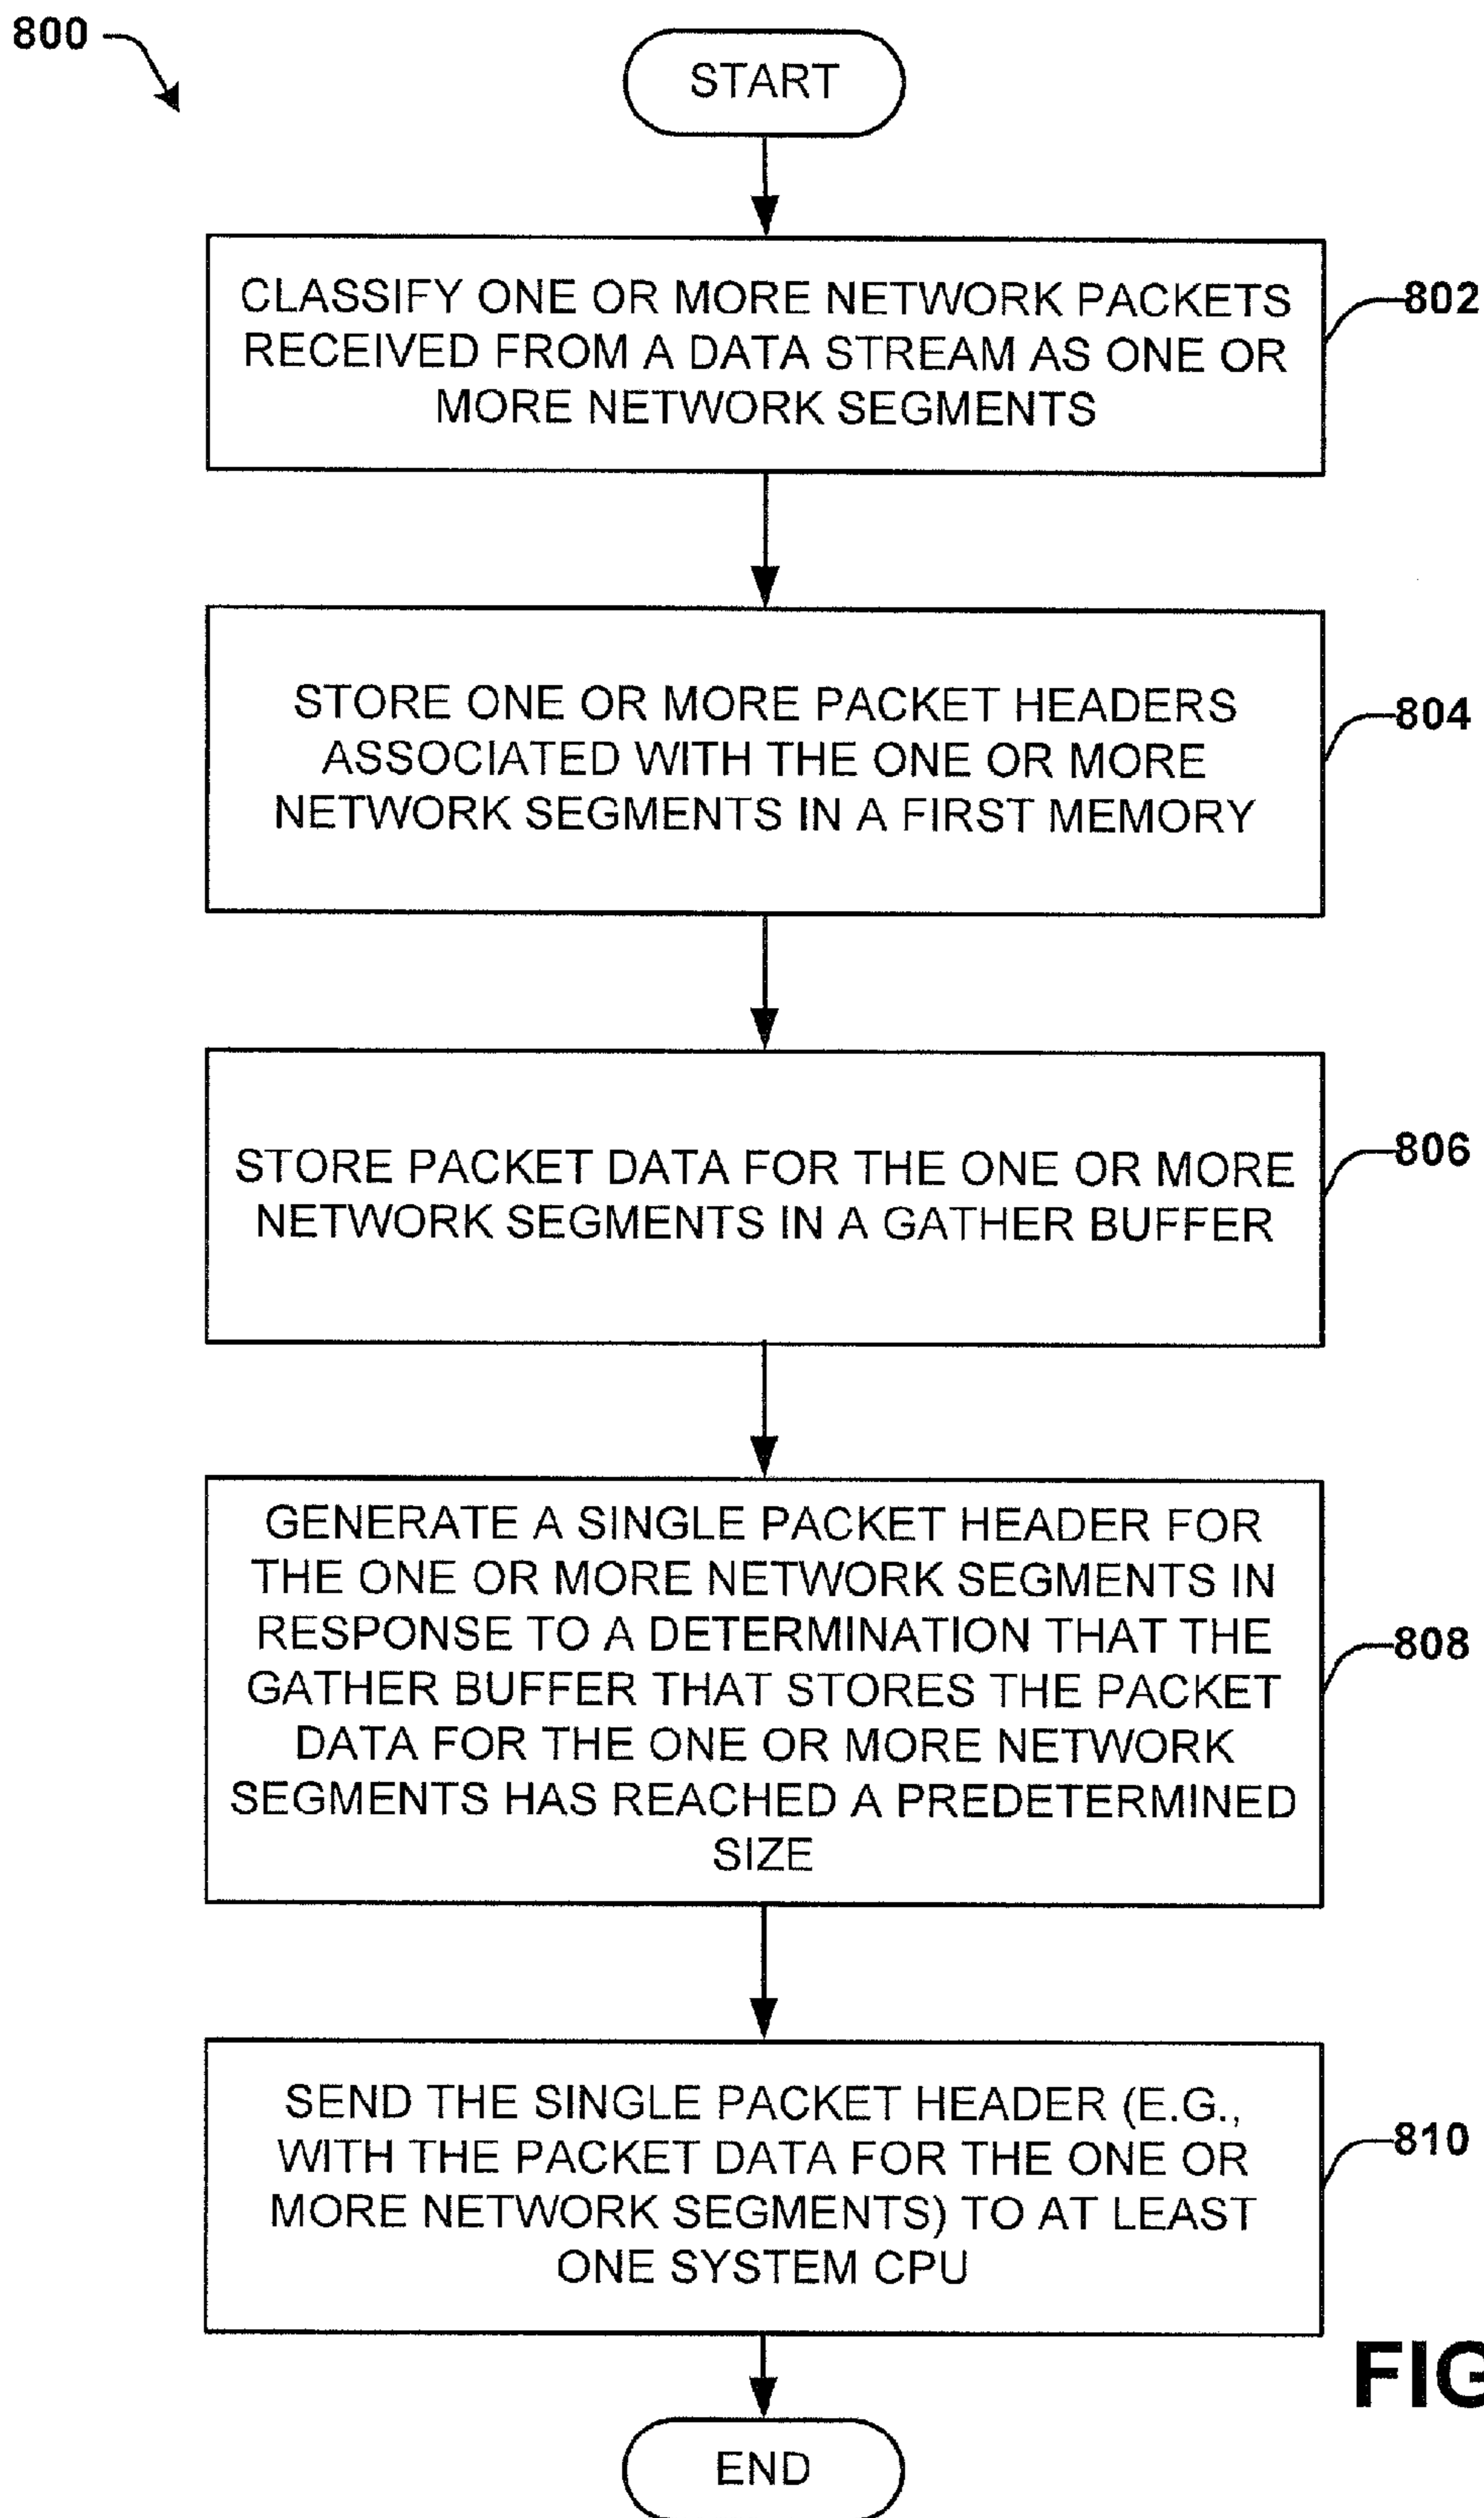 800
START
CLASSIFY ONE OR MORE NETWORK PACKETS
RECEIVED FROM A DATA STREAM AS ONE OR
MORE NETWORK SEGMENTS
802
STORE ONE OR MORE PACKET HEADERS
ASSOCIATED WITH THE ONE OR MORE
NETWORK SEGMENTS IN A FIRST MEMORY
804
STORE PACKET DATA FOR THE ONE OR MORE
NETWORK SEGMENTS IN A GATHER BUFFER
806
GENERATE A SINGLE PACKET HEADER FOR
THE ONE OR MORE NETWORK SEGMENTS IN
RESPONSE TO A DETERMINATION THAT THE
GATHER BUFFER THAT STORES THE PACKET
DATA FOR THE ONE OR MORE NETWORK
SEGMENTS HAS REACHED A PREDETERMINED
SIZE
808
SEND THE SINGLE PACKET HEADER (E.G.,
WITH THE PACKET DATA FOR THE ONE OR
MORE NETWORK SEGMENTS) TO AT LEAST
ONE SYSTEM CPU
810
FIG
END